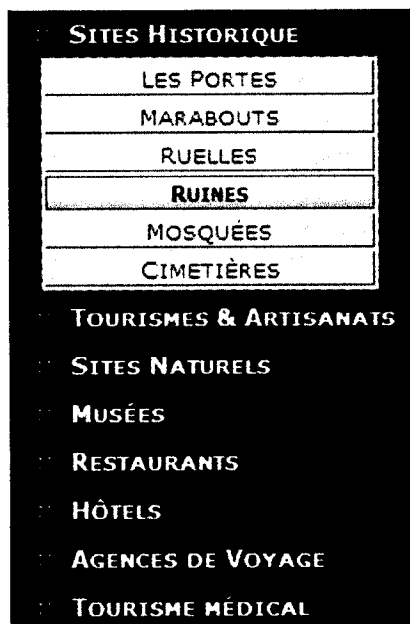 SITES HISTORIQUE
LES PORTES
MARABOUTS
RUELLES
RUINES
MOSQUÉES
CIMETIÈRES
TOURISMES & ARTISANATS
SITES NATURELS
MUSÉES
RESTAURANTS
HÔTELS
AGENCES DE VOYAGE
TOURISME MÉDICAL